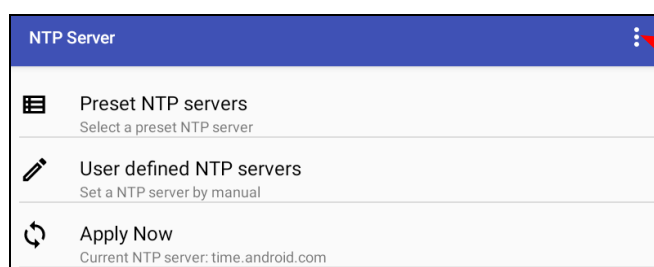 NTP Server
Preset NTP servers
Select a preset NTP server
User defined NTP servers
Set a NTP server by manual
Apply Now
Current NTP server: time.android.com